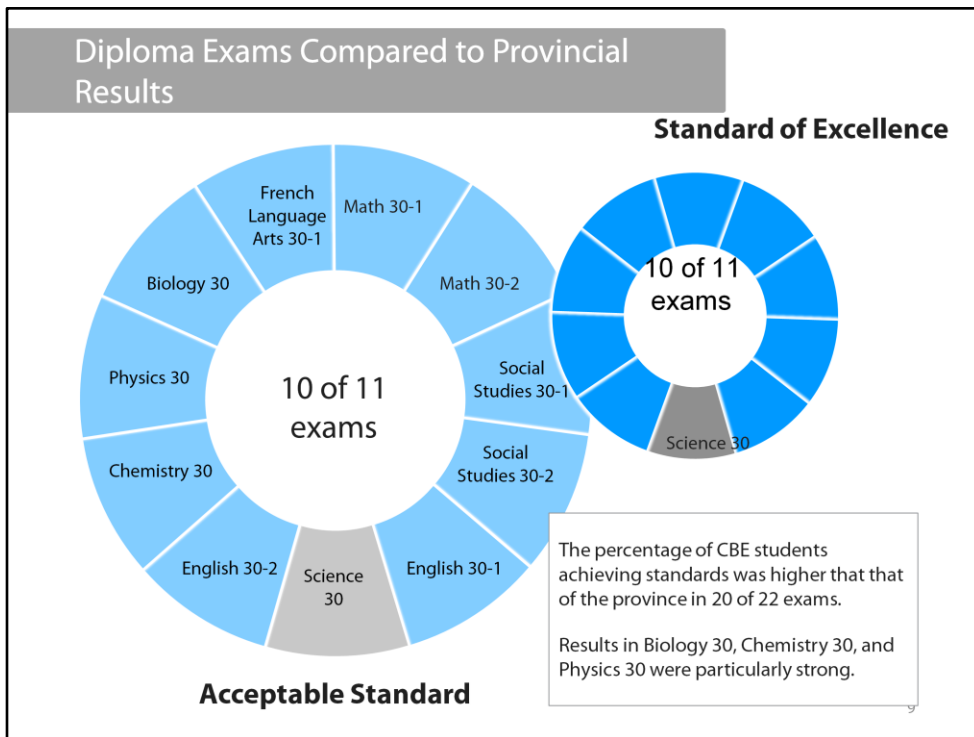 Diploma Exams Compared to Provincial
Results
Standard of Excellence
French
Language
Arts 30-1
Math 30-1
Math 30-2
Social
Studies 30-1
Social
Studies 30-2
English 30-1
Science
30
English 30-2
Chemistry 30
Physics 30
Biology 30
10 of 11
exams
Acceptable Standard
10 of 11
exams
Science 30
The percentage of CBE students
achieving standards was higher that that
of the province in 20 of 22 exams.
Results in Biology 30, Chemistry 30, and
Physics 30 were particularly strong.
9